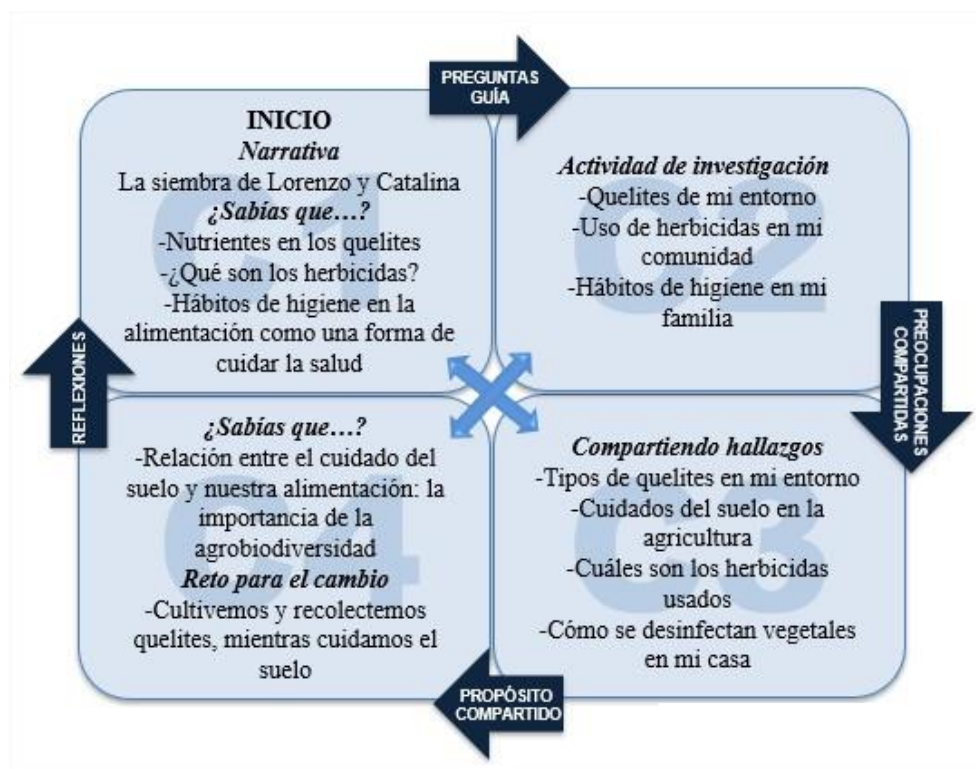 PREGUNTAS
GUÍA
INICIO
Narrativa
La siembra de Lorenzo y Catalina
¿Sabías que…?
-Nutrientes en los quelites
-¿Qué son los herbicidas?
-Hábitos de higiene en la
alimentación como una forma de
cuidar la salud
C1
Actividad de investigación
-Quelites de mi entorno
-Uso de herbicidas en mi
comunidad
-Hábitos de higiene en mi
familia
C2
PREOCUPACIONES
COMPARTIDAS
Compartiendo hallazgos
-Tipos de quelites en mi entorno
-Cuidados del suelo en la
agricultura
-Cuáles son los herbicidas
usados
-Cómo se desinfectan vegetales
en mi casa
C3
PROPÓSITO
COMPARTIDO
¿Sabías que…?
-Relación entre el cuidado del
suelo y nuestra alimentación: la
importancia de la
agrobiodiversidad
Reto para el cambio
-Cultivemos y recolectemos
quelites, mientras cuidamos el
suelo
C4
REFLEXIONES